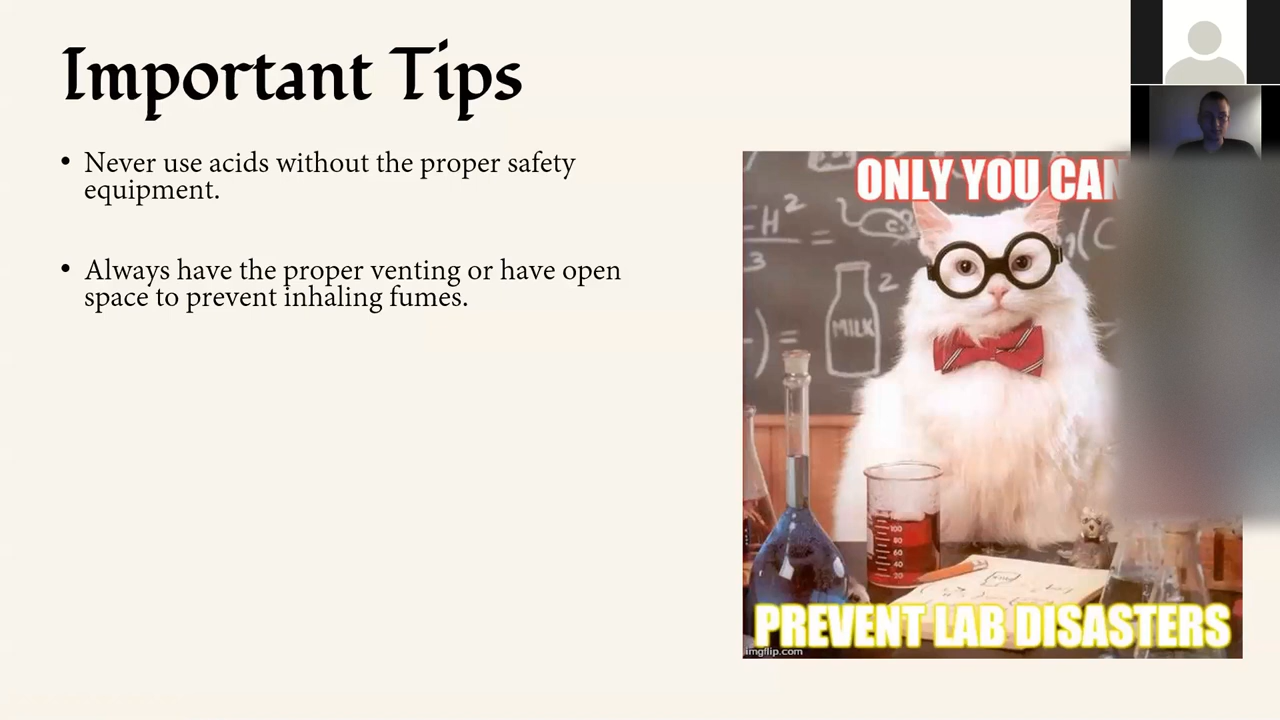 Important Tips
• Never use acids without the proper safety
equipment.
• Always have the proper venting or have open
space to prevent inhaling fumes.
ONLY YOU CAN
MILK
PREVENT LAB DISASTERS
imgflip.com